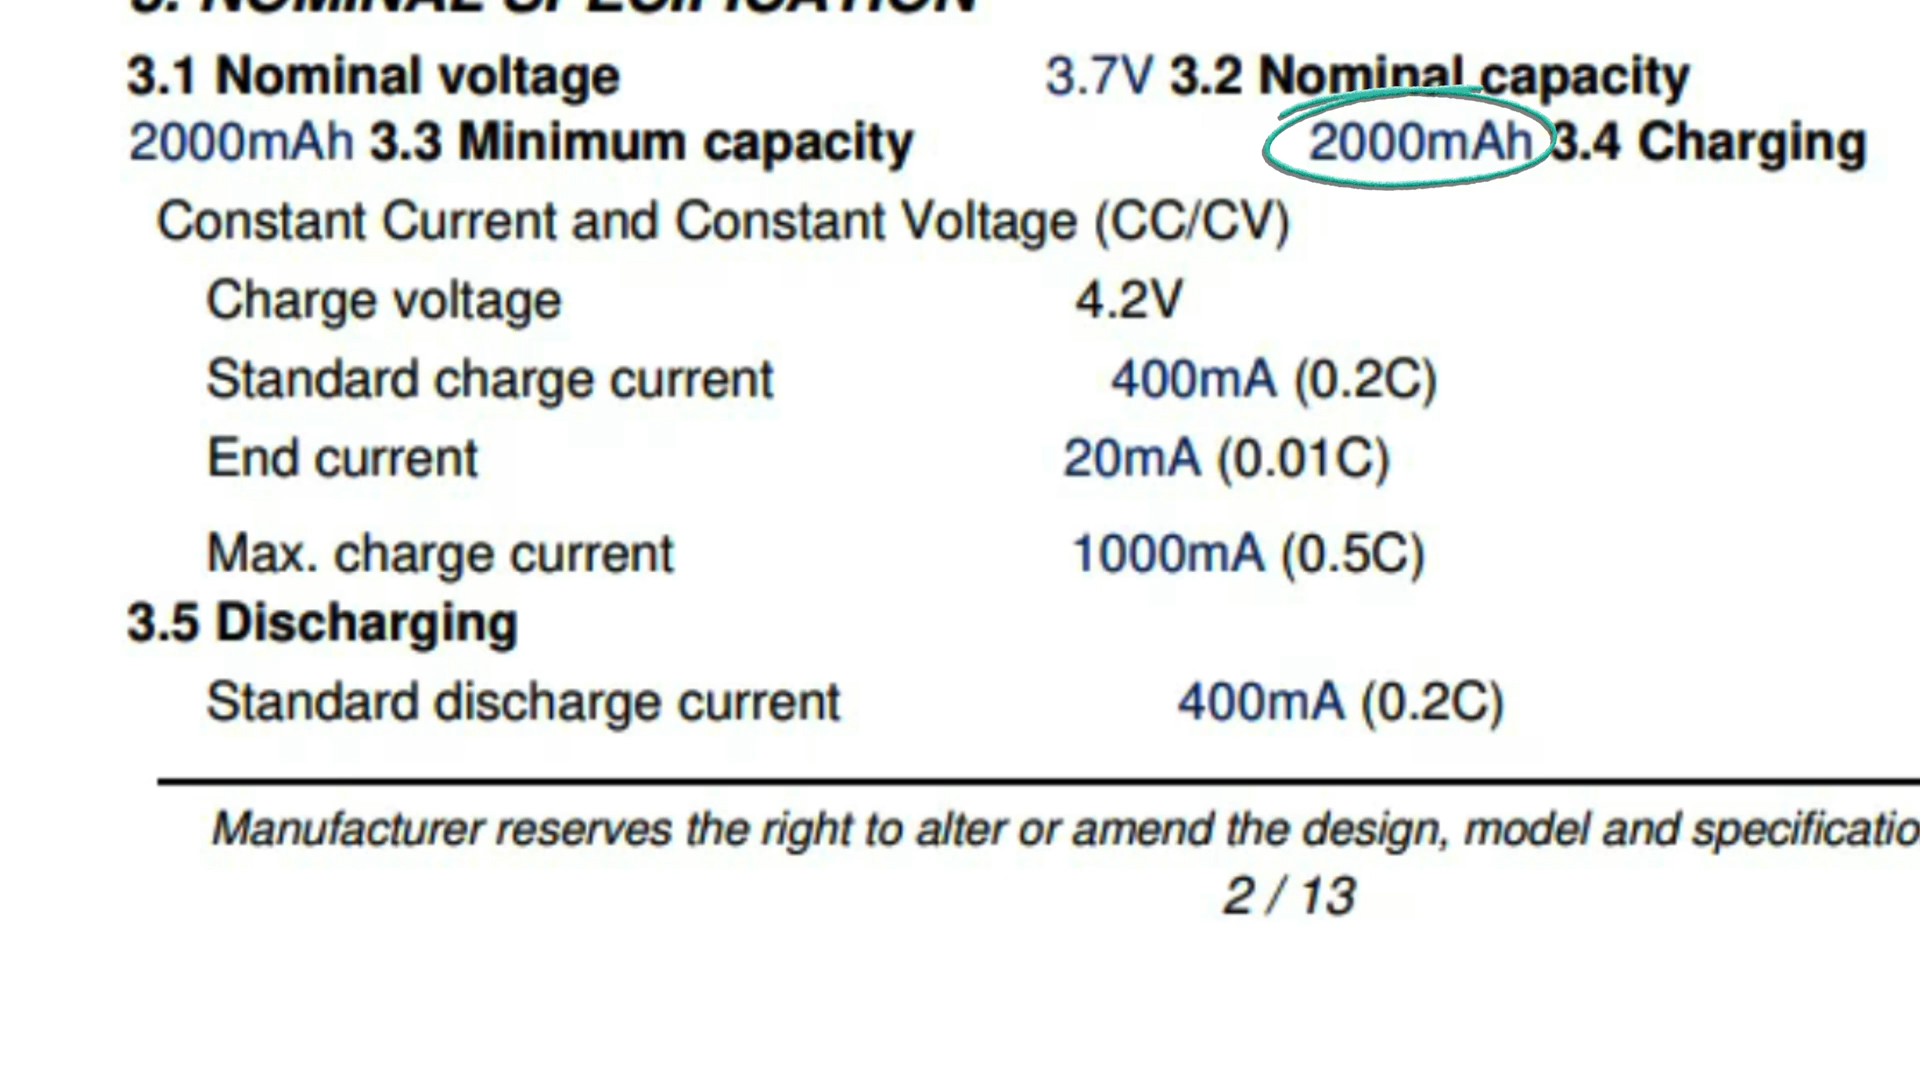 3. NOMINAL SPECIFICATION
3.1 Nominal voltage 3.7V 3.2 Nominal capacity
2000mAh 3.3 Minimum capacity 2000mAh 3.4 Charging
Constant Current and Constant Voltage (CC/CV)
Charge voltage 4.2V
Standard charge current 400mA (0.2C)
End current 20mA (0.01C)
Max. charge current 1000mA (0.5C)
3.5 Discharging
Standard discharge current 400mA (0.2C)
Manufacturer reserves the right to alter or amend the design, model and specificatio
2 / 13